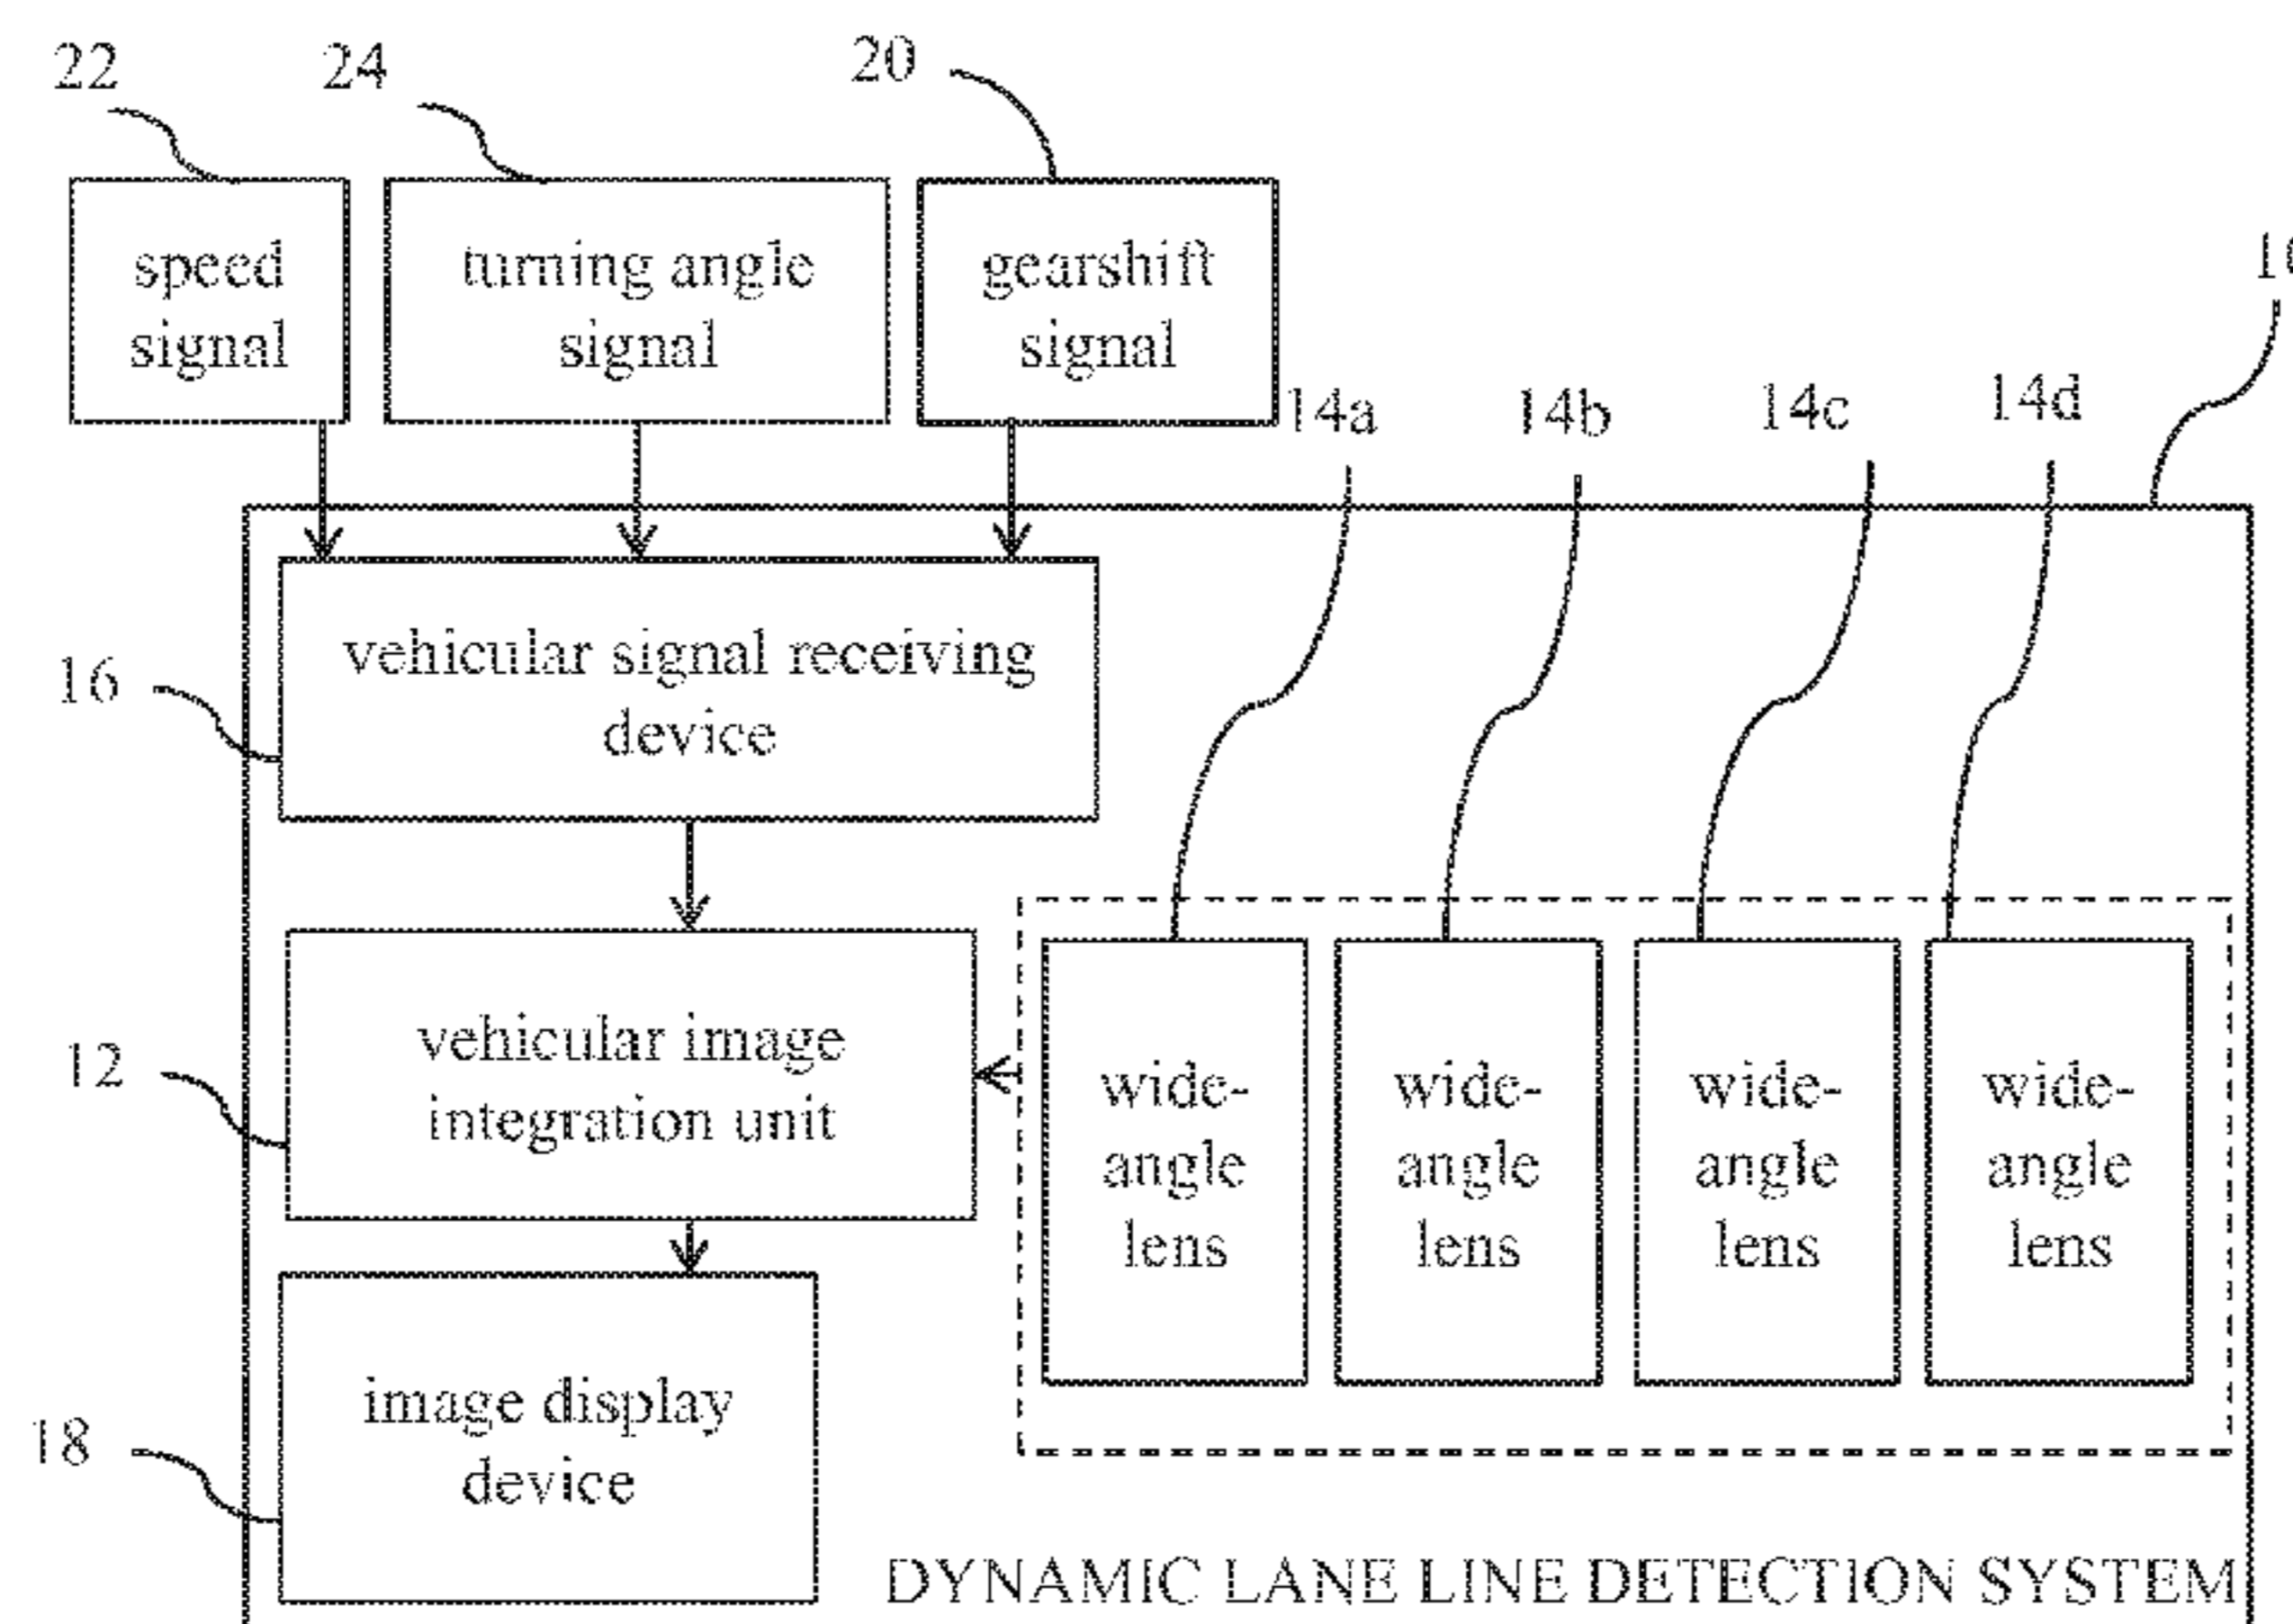 22
24
20
speed
signal
turning angle
signal
gearshift
signal
14a
14b
14c
14d
16
vehicular signal receiving
device
12
vehicular image
integration unit
wide-
angle
lens
wide-
angle
lens
wide-
angle
lens
wide-
angle
lens
18
image display
device
DYNAMIC LANE LINE DETECTION SYSTEM